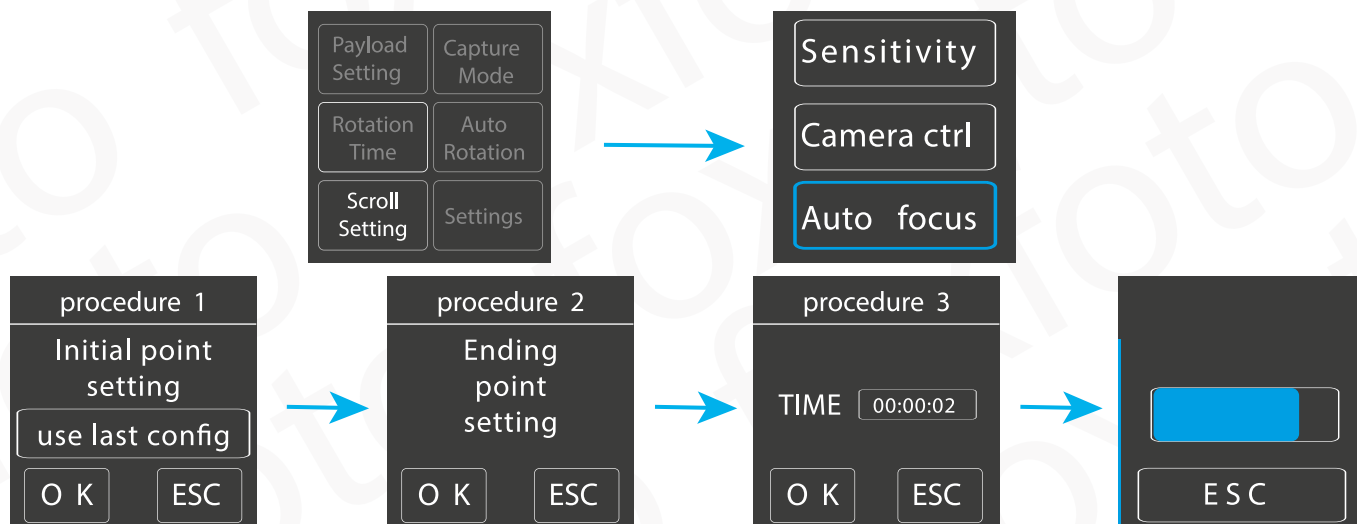 Payload
Setting
Capture
Mode
Rotation
Time
Auto
Rotation
Scroll
Setting
Settings
Sensitivity
Camera ctrl
Auto focus
procedure 1
Initial point
setting
use last config
O K
ESC
procedure 2
Ending
point
setting
O K
ESC
procedure 3
TIME 00:00:02
O K
ESC
E S C